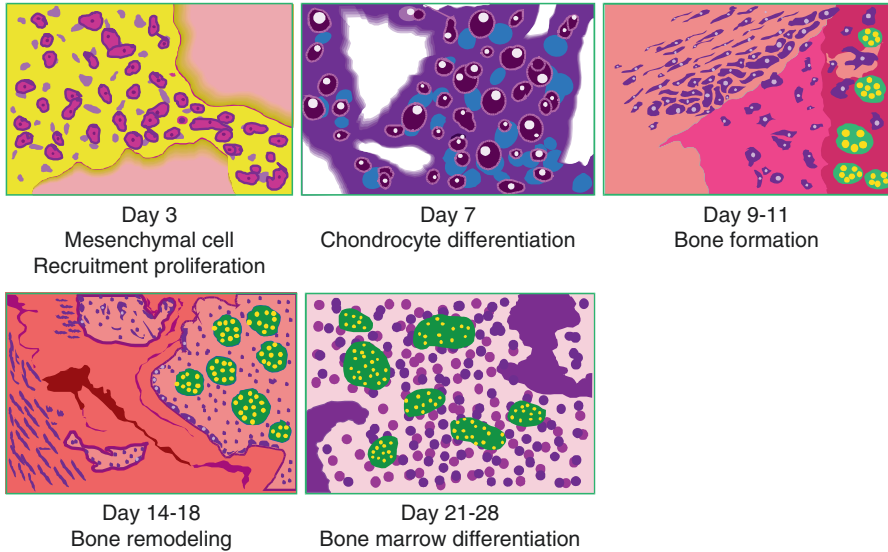 Day 3
Mesenchymal cell
Recruitment proliferation
Day 7
Chondrocyte differentiation
Day 9-11
Bone formation
Day 14-18
Bone remodeling
Day 21-28
Bone marrow differentiation